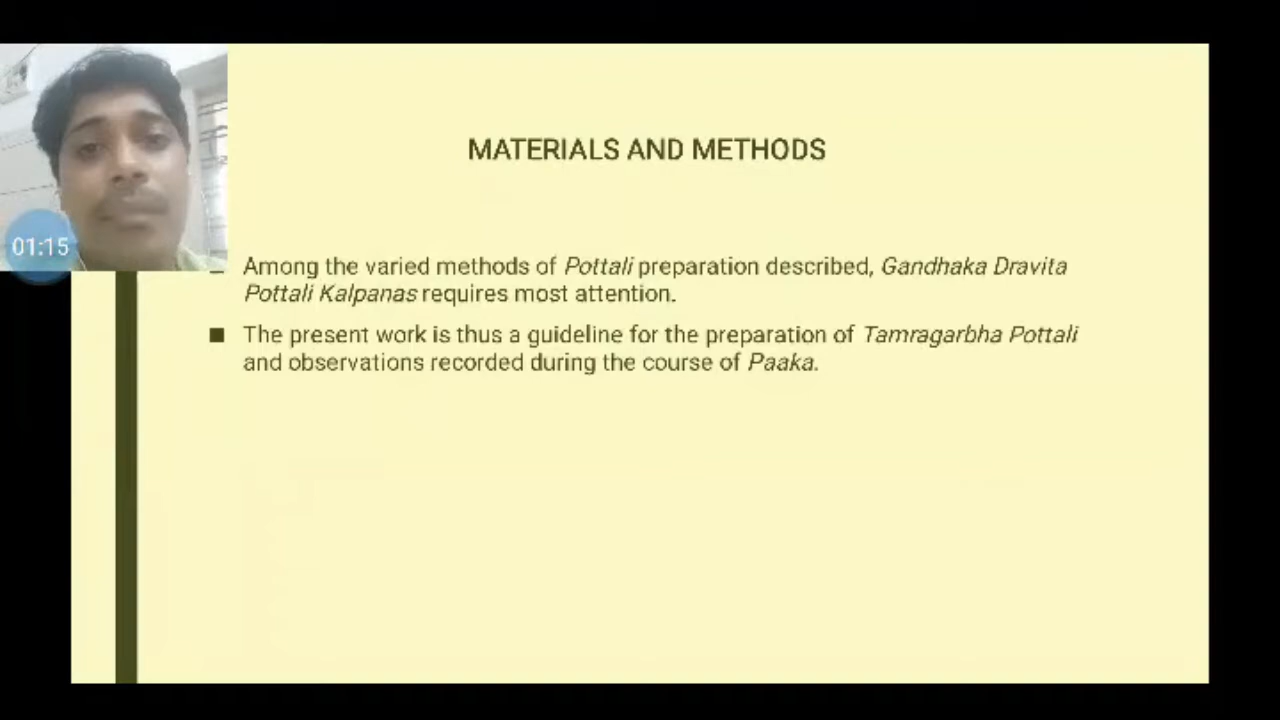 MATERIALS AND METHODS
01:15
Among the varied methods of Pottali preparation described, Gandhaka Dravita
Pottali Kalpanas requires most attention.
■ The present work is thus a guideline for the preparation of Tamragarbha Pottali
and observations recorded during the course of Paaka.